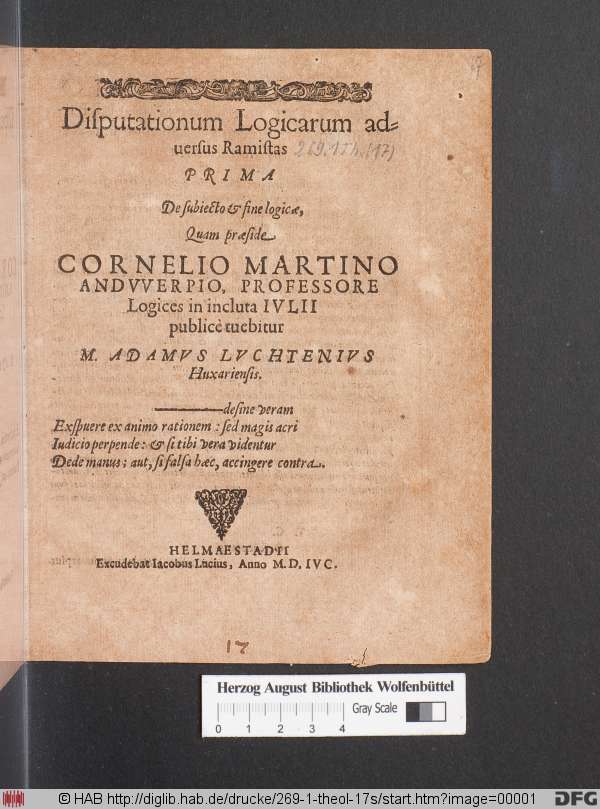 Disputationum Logicarum ad=
uersus Ramistas 269.1Th.(17)
PRIMA
De subiecto & fine logicæ,
Quam præside
CORNELIO MARTINO
ANDVVERPIO, PROFESSORE
Logices in incluta IVLII
publicè tuebitur
M. ADAMVS LVCHTENIVS
Huxariensis.
desine veram
Exspuere ex animo rationem: sed magis acri
Iudicio perpende: & si tibi vera videntur
Dede manus; aut, si falsa hæc, accingere contra.
HELMAESTADII
Excudebat Iacobus Lucius, Anno M.D.IVC.
17
Herzog August Bibliothek Wolfenbüttel
Gray Scale
0 1 2 3 4
© HAB http://diglib.hab.de/drucke/269-1-theol-17s/start.htm?image=00001
DFG